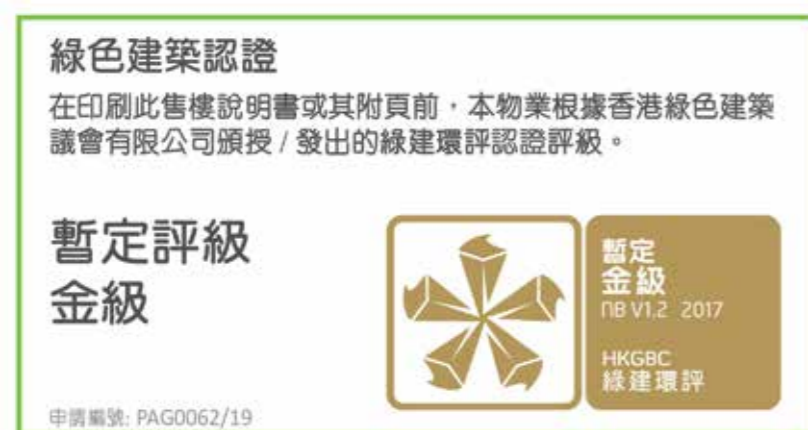 綠色建築認證
在印刷此售樓說明書或其附頁前，本物業根據香港綠色建築
議會有限公司頒授 / 發出的綠建環評認證評級。
暫定評級
金級
暫定
金級
NB V1.2 2017
HKGBC
綠建環評
申請編號: PAG0062/19